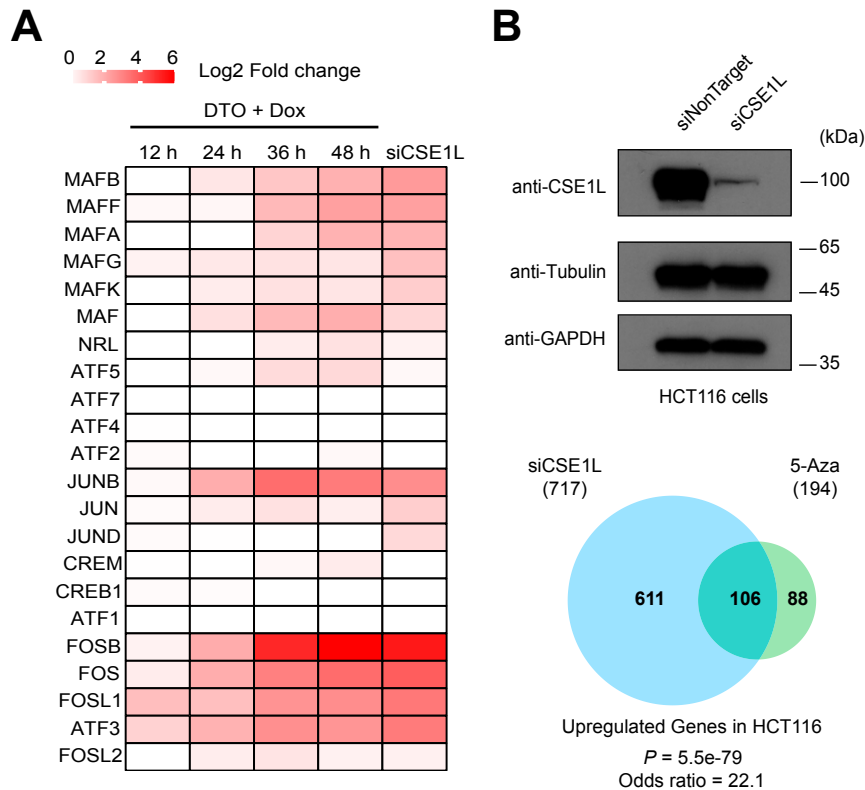 A
0 2 4 6
Log2 Fold change
DTO + Dox
12 h 24 h 36 h 48 h siCSE1L
MAFB
MAFF
MAFA
MAFG
MAFK
MAF
NRL
ATF5
ATF7
ATF4
ATF2
JUNB
JUN
JUND
CREM
CREB1
ATF1
FOSB
FOS
FOSL1
ATF3
FOSL2
B
siNonTarget siCSE1L
(kDa)
anti-CSE1L
100
65
anti-Tubulin
45
anti-GAPDH
35
HCT116 cells
siCSE1L
(717)
5-Aza
(194)
611 106 88
Upregulated Genes in HCT116
P = 5.5e-79
Odds ratio = 22.1